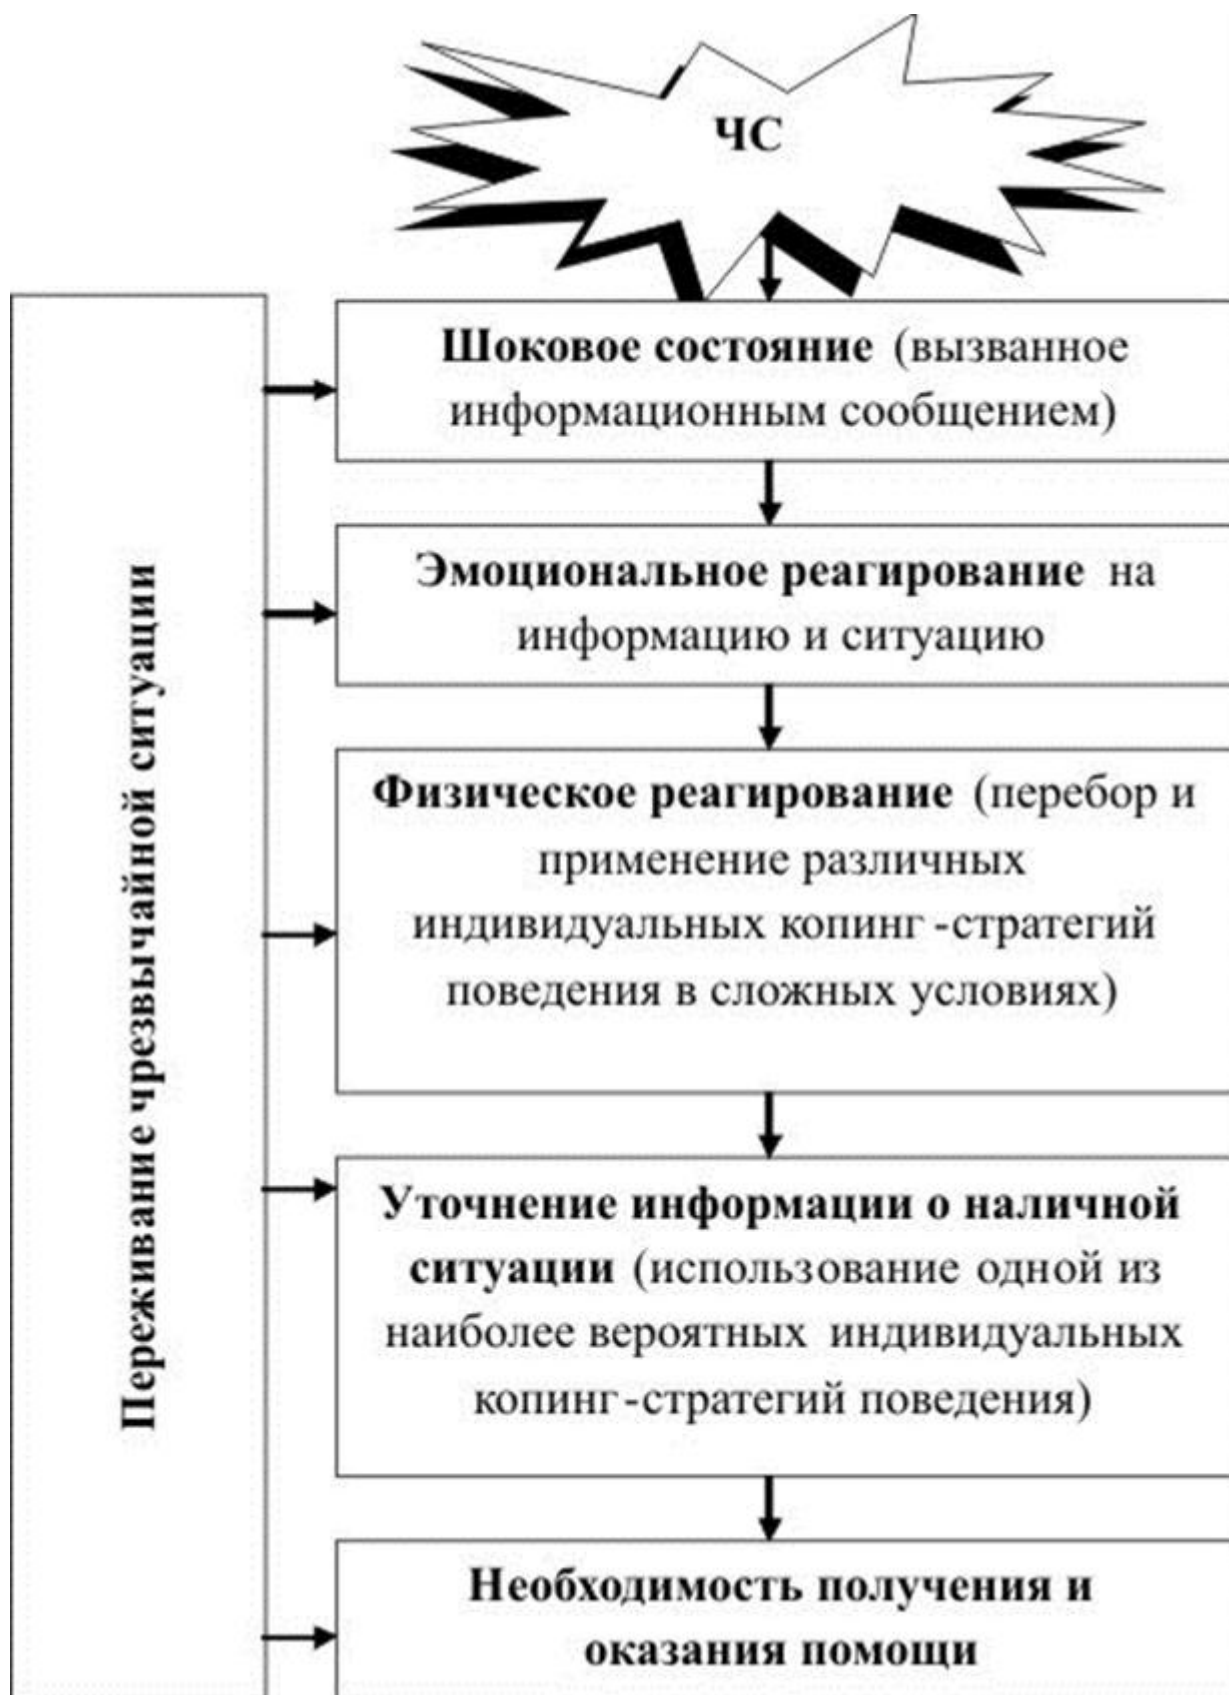 ЧС
Шоковое состояние (вызванное
информационным сообщением)
Эмоциональное реагирование на
информацию и ситуацию
Физическое реагирование (перебор и
применение различных
индивидуальных копинг-стратегий
поведения в сложных условиях)
Уточнение информации о наличной
ситуации (использование одной из
наиболее вероятных индивидуальных
копинг-стратегий поведения)
Необходимость получения и
оказания помощи
Переживание чрезвычайной ситуации